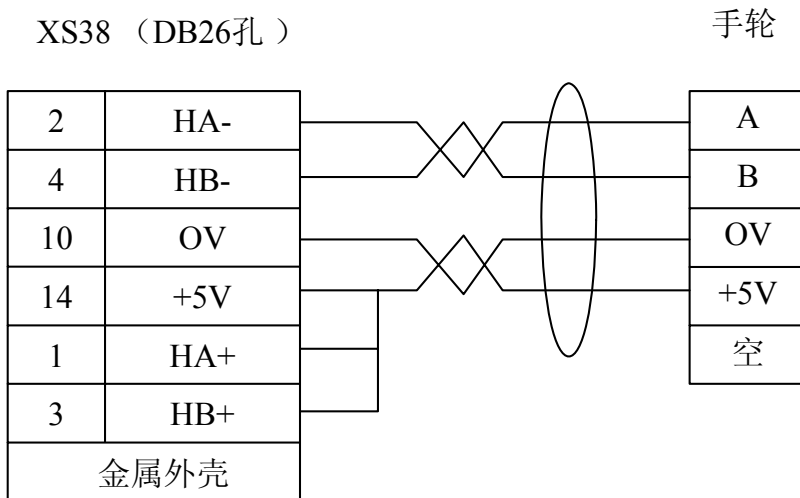 XS38 （DB26孔 ）
手轮
2 HA-
A
4 HB-
B
10 OV
OV
14 +5V
+5V
1 HA+
空
3 HB+
金属外壳